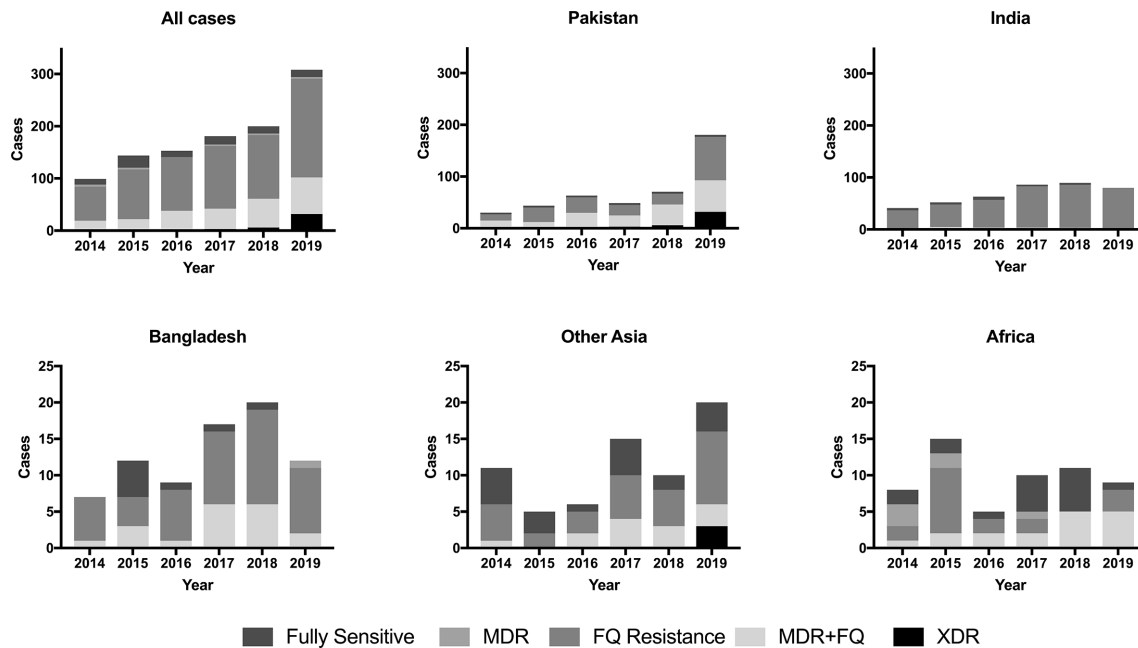 All cases
Pakistan
India
300
200
100
0
Cases
2014 2015 2016 2017 2018 2019
Year
300
200
100
0
Cases
2014 2015 2016 2017 2018 2019
Year
300
200
100
0
Cases
2014 2015 2016 2017 2018 2019
Year
Bangladesh
Other Asia
Africa
25
20
15
10
5
0
Cases
2014 2015 2016 2017 2018 2019
Year
25
20
15
10
5
0
Cases
2014 2015 2016 2017 2018 2019
Year
25
20
15
10
5
0
Cases
2014 2015 2016 2017 2018 2019
Year
Fully Sensitive MDR FQ Resistance MDR+FQ XDR